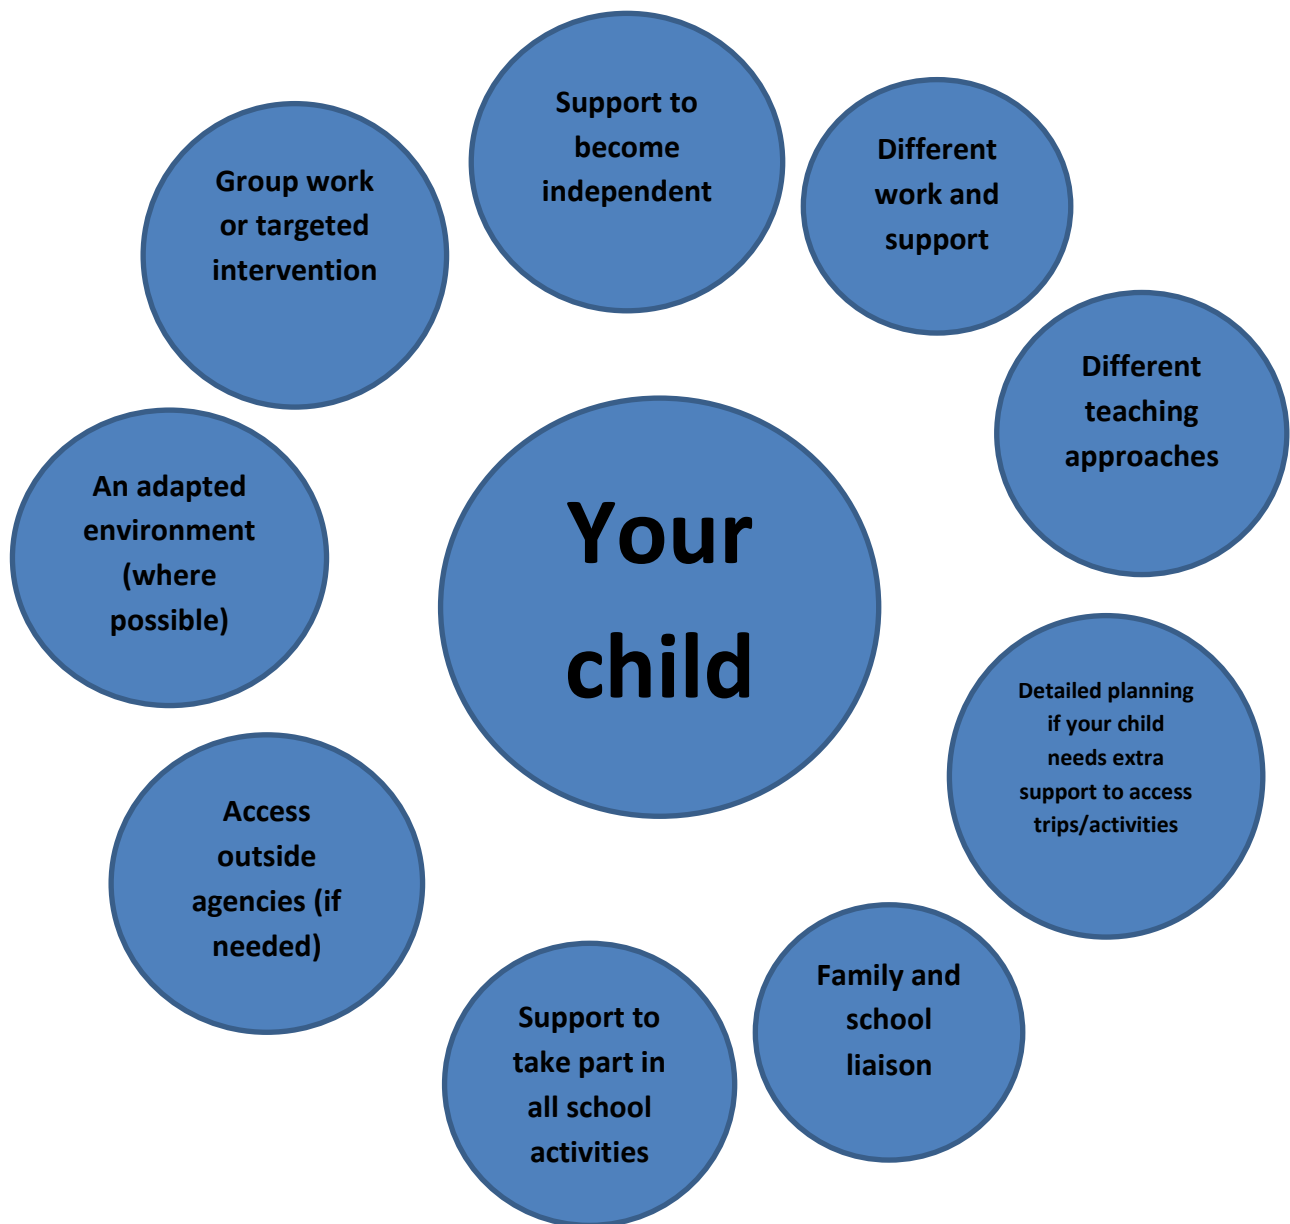 Support to
become
independent
Different
work and
support
Group work
or targeted
intervention
Different
teaching
approaches
An adapted
environment
(where
possible)
Your
child
Detailed planning
if your child
needs extra
support to access
trips/activities
Access
outside
agencies (if
needed)
Family and
school
liaison
Support to
take part in
all school
activities